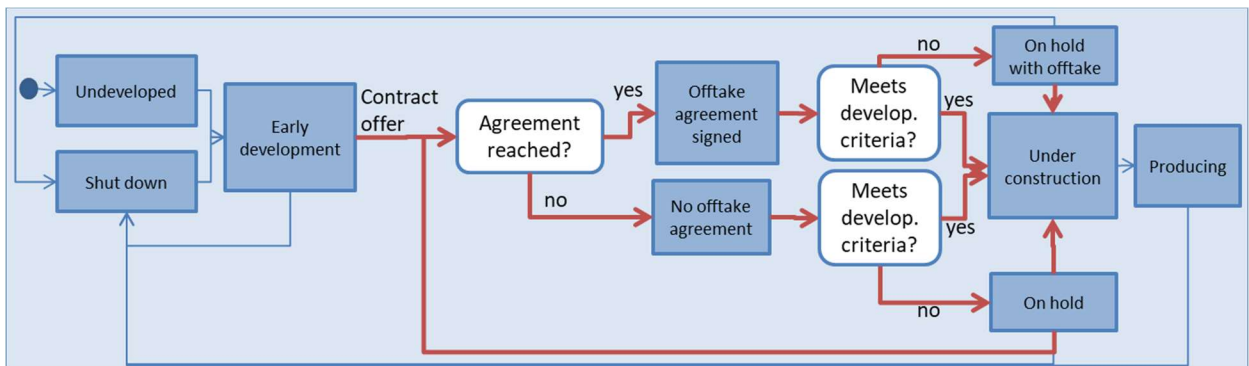 Undeveloped
Shut down
Early
development
Contract
offer
Agreement
reached?
yes
no
Offtake
agreement
signed
No offtake
agreement
Meets
develop.
criteria?
no
yes
Meets
develop.
criteria?
yes
no
On hold
with offtake
Under
construction
On hold
Producing